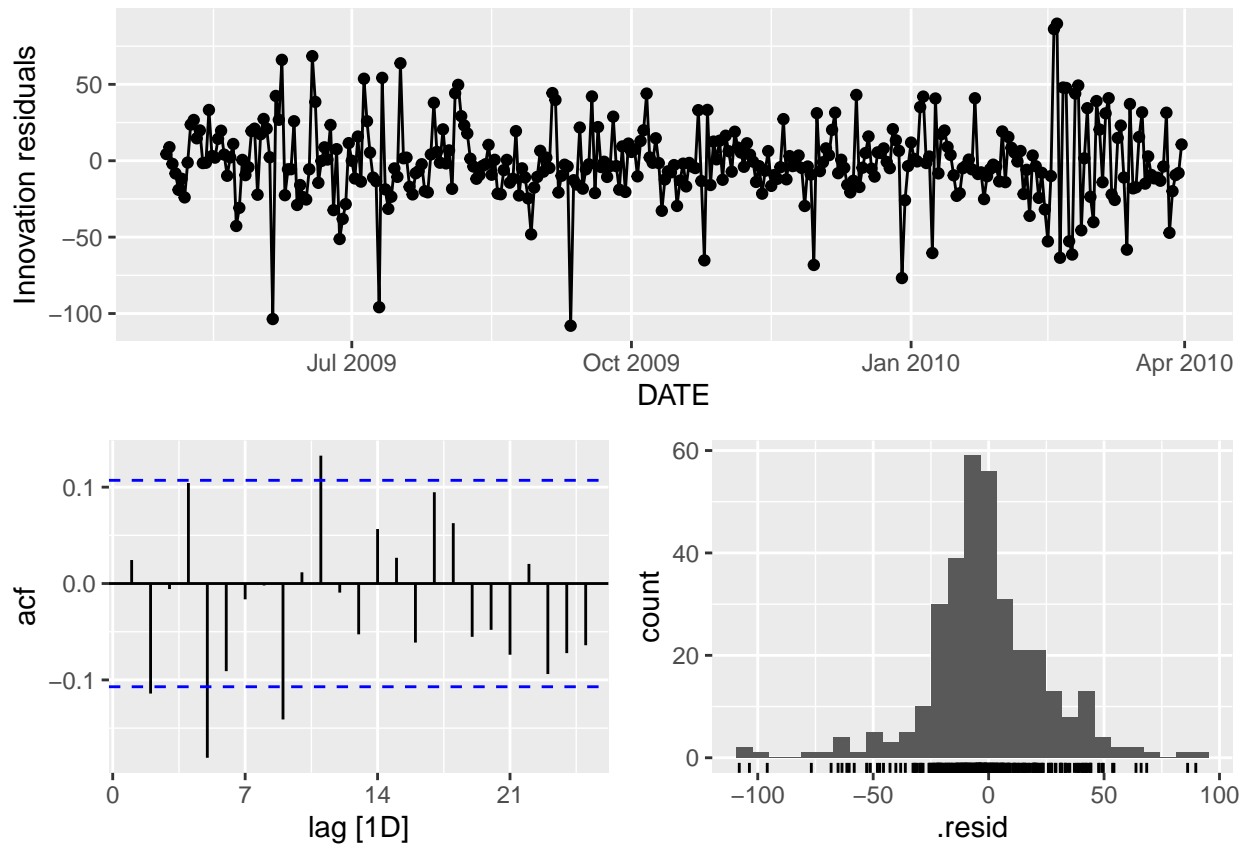 Innovation residuals
50
0
−50
−100
Jul 2009
Oct 2009
Jan 2010
Apr 2010
DATE
acf
0.1
0.0
−0.1
0
7
14
21
lag [1D]
count
60
40
20
0
−100
−50
0
50
100
.resid